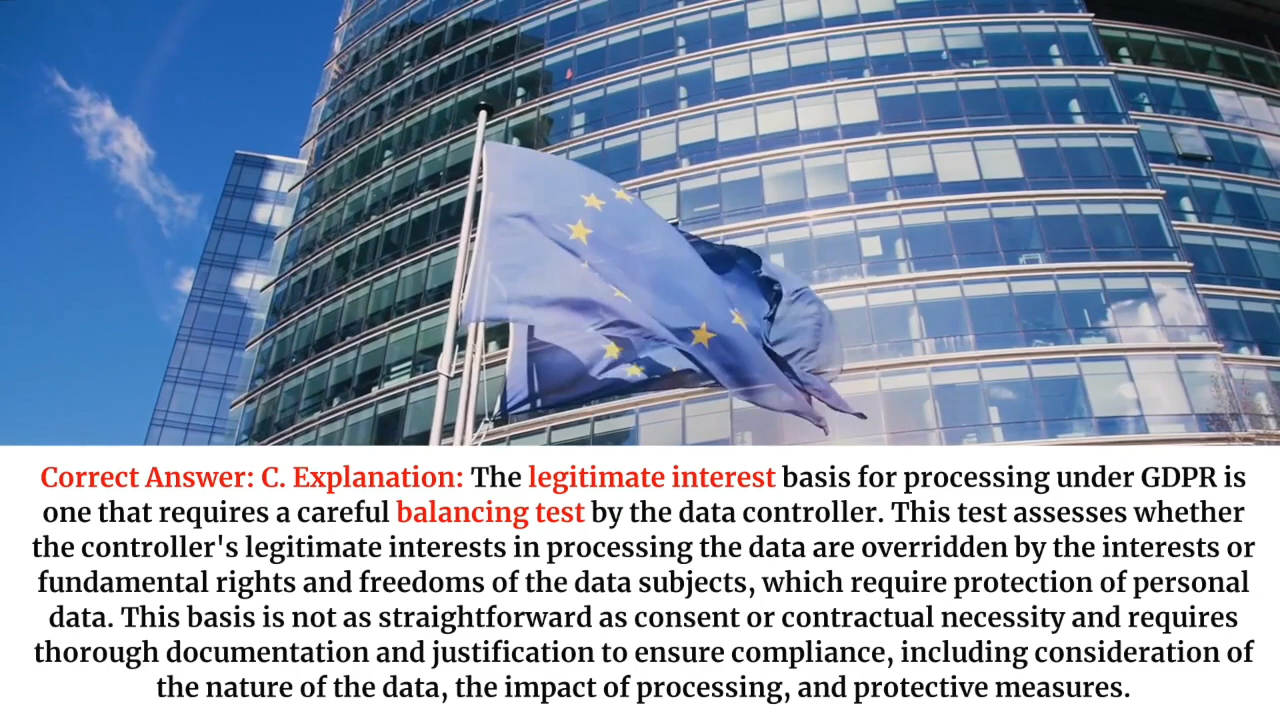 Correct Answer: C. Explanation: The legitimate interest basis for processing under GDPR is
one that requires a careful balancing test by the data controller. This test assesses whether
the controller's legitimate interests in processing the data are overridden by the interests or
fundamental rights and freedoms of the data subjects, which require protection of personal
data. This basis is not as straightforward as consent or contractual necessity and requires
thorough documentation and justification to ensure compliance, including consideration of
the nature of the data, the impact of processing, and protective measures.